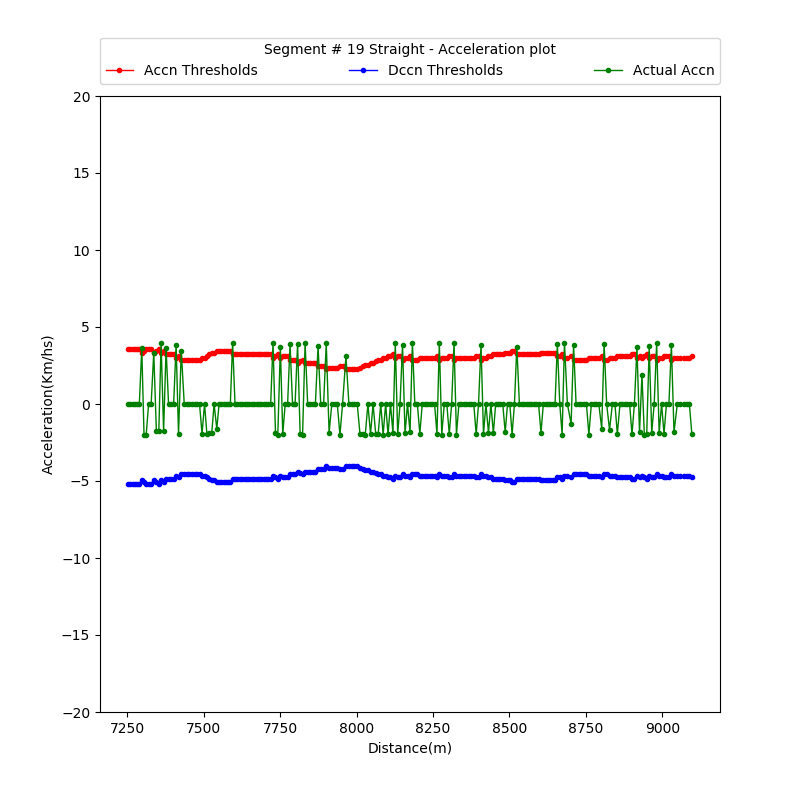 Segment # 19 Straight - Acceleration plot
Accn Thresholds Dccn Thresholds Actual Accn
20
15
10
5
0
−5
−10
−15
−20
Acceleration(Km/hs)
7250 7500 7750 8000 8250 8500 8750 9000
Distance(m)